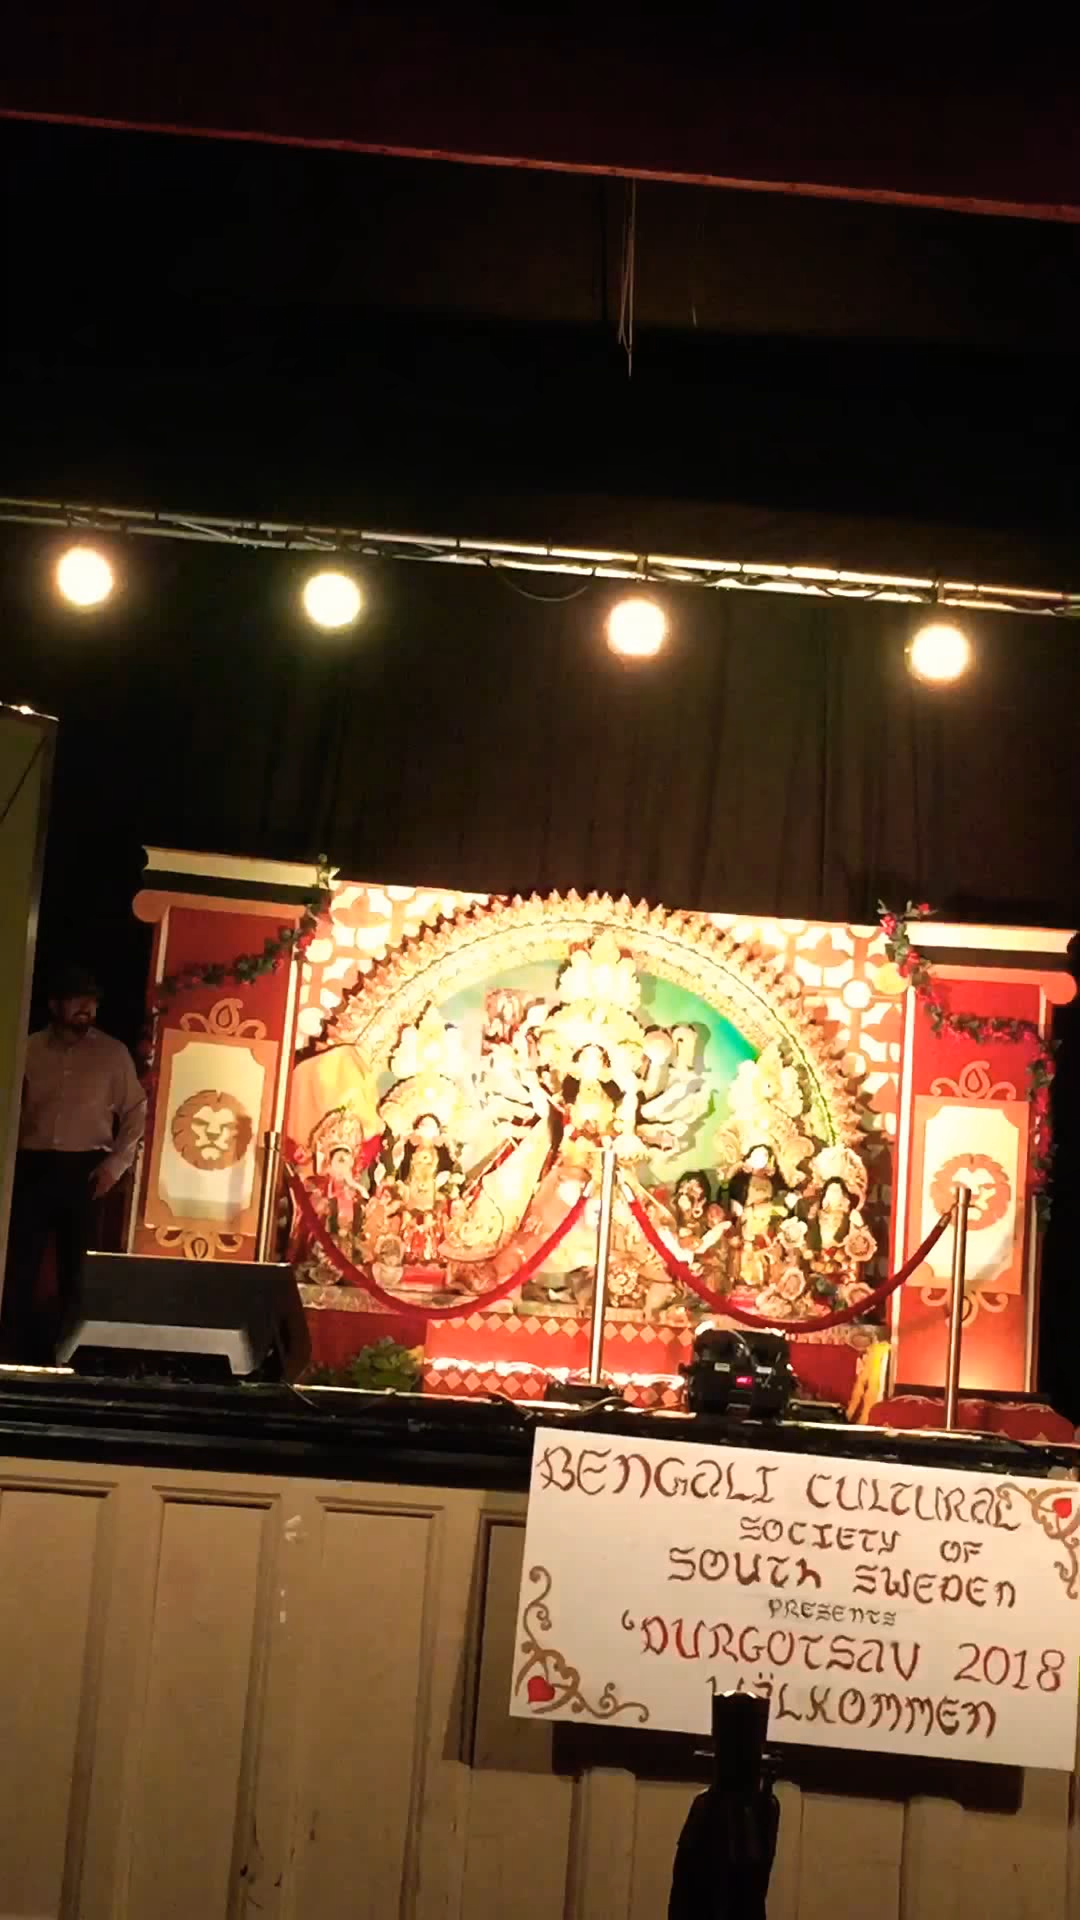 BENGALI CULTURAL
SOCIETY OF
SOUTH SWEDEN
PRESENTS
'DURGOTSAV 2018
VÄLKOMMEN